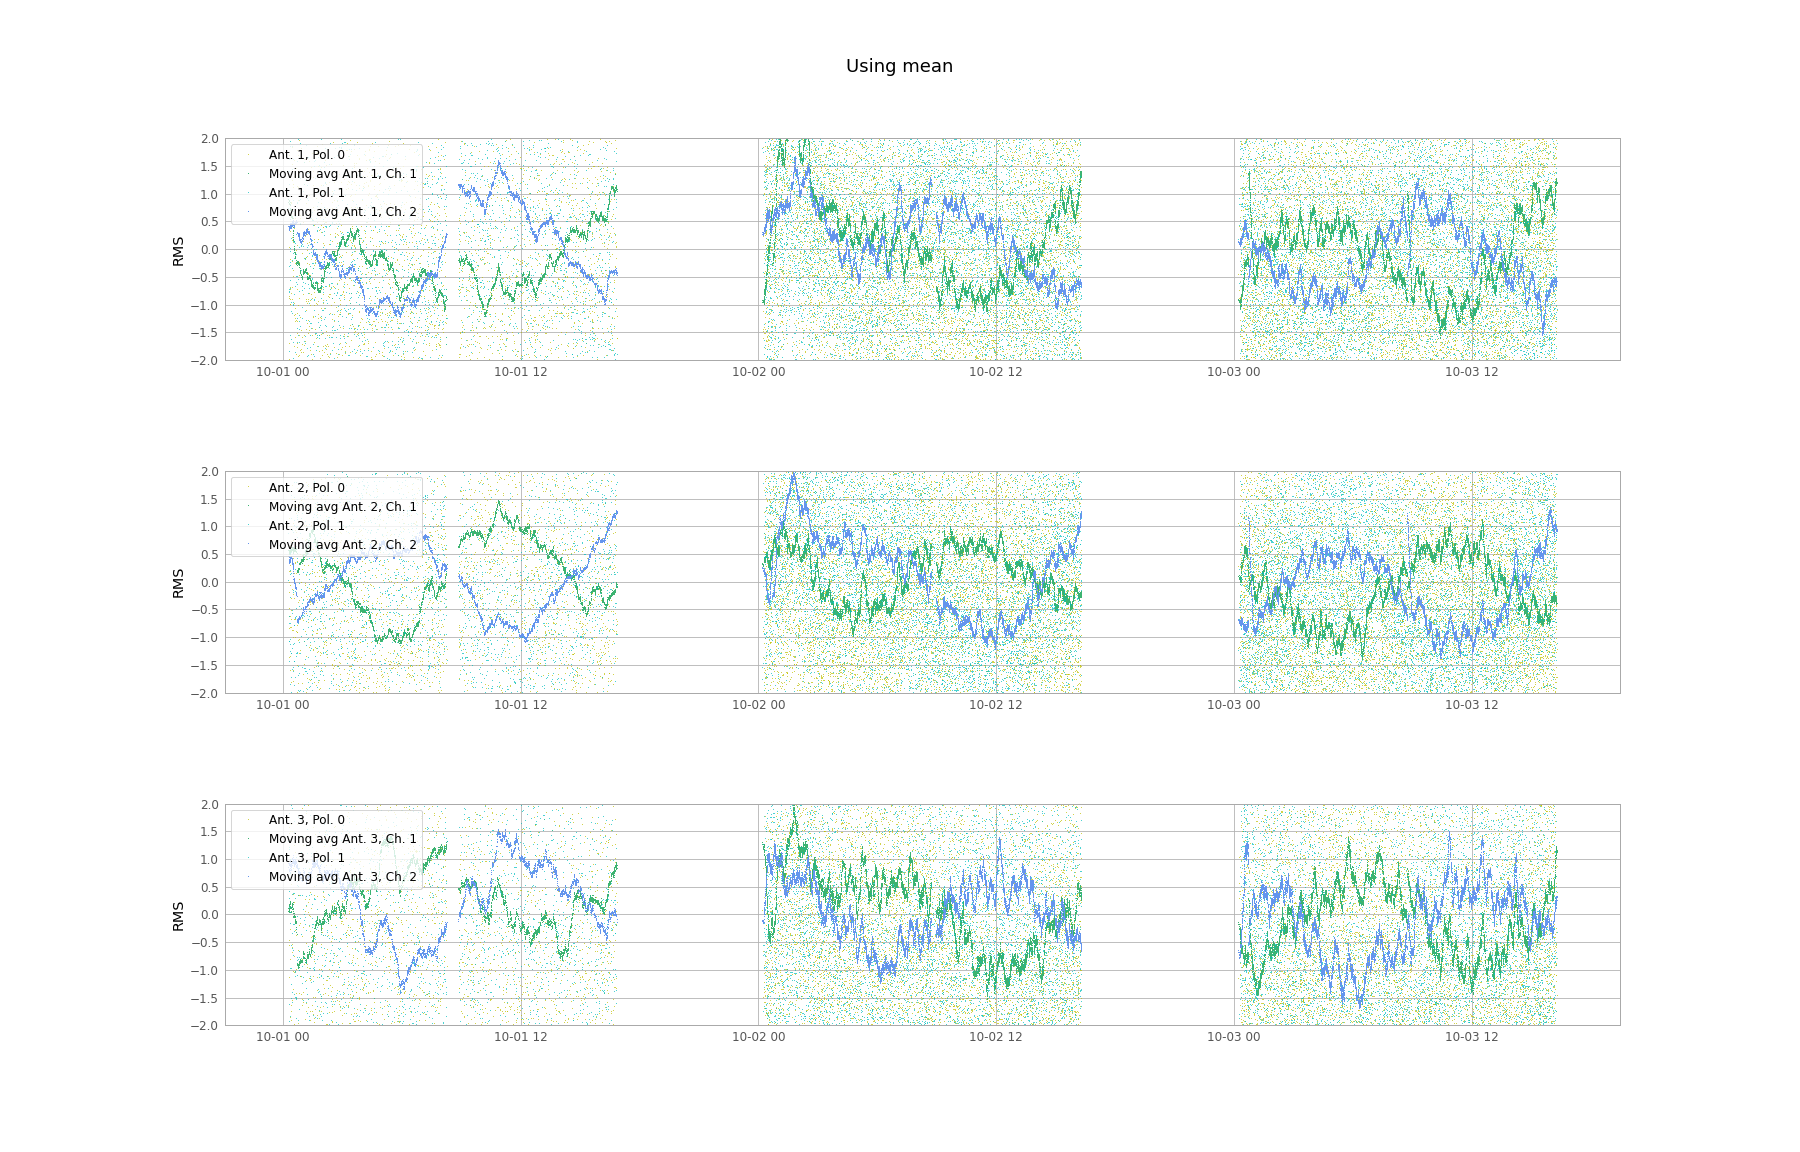 Using mean
2.0
1.5
1.0
0.5
0.0
−0.5
−1.0
−1.5
−2.0
RMS
Ant. 1, Pol. 0
Moving avg Ant. 1, Ch. 1
Ant. 1, Pol. 1
Moving avg Ant. 1, Ch. 2
10-01 00 10-01 12 10-02 00 10-02 12 10-03 00 10-03 12
2.0
1.5
1.0
0.5
0.0
−0.5
−1.0
−1.5
−2.0
RMS
Ant. 2, Pol. 0
Moving avg Ant. 2, Ch. 1
Ant. 2, Pol. 1
Moving avg Ant. 2, Ch. 2
10-01 00 10-01 12 10-02 00 10-02 12 10-03 00 10-03 12
2.0
1.5
1.0
0.5
0.0
−0.5
−1.0
−1.5
−2.0
RMS
Ant. 3, Pol. 0
Moving avg Ant. 3, Ch. 1
Ant. 3, Pol. 1
Moving avg Ant. 3, Ch. 2
10-01 00 10-01 12 10-02 00 10-02 12 10-03 00 10-03 12